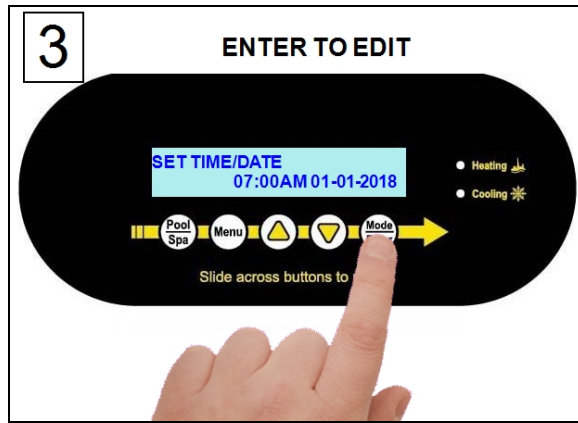 3
ENTER TO EDIT
SET TIME/DATE
07:00AM 01-01-2018
Heating
Cooling
Pool
Spa
Menu
Mode
Slide across buttons to